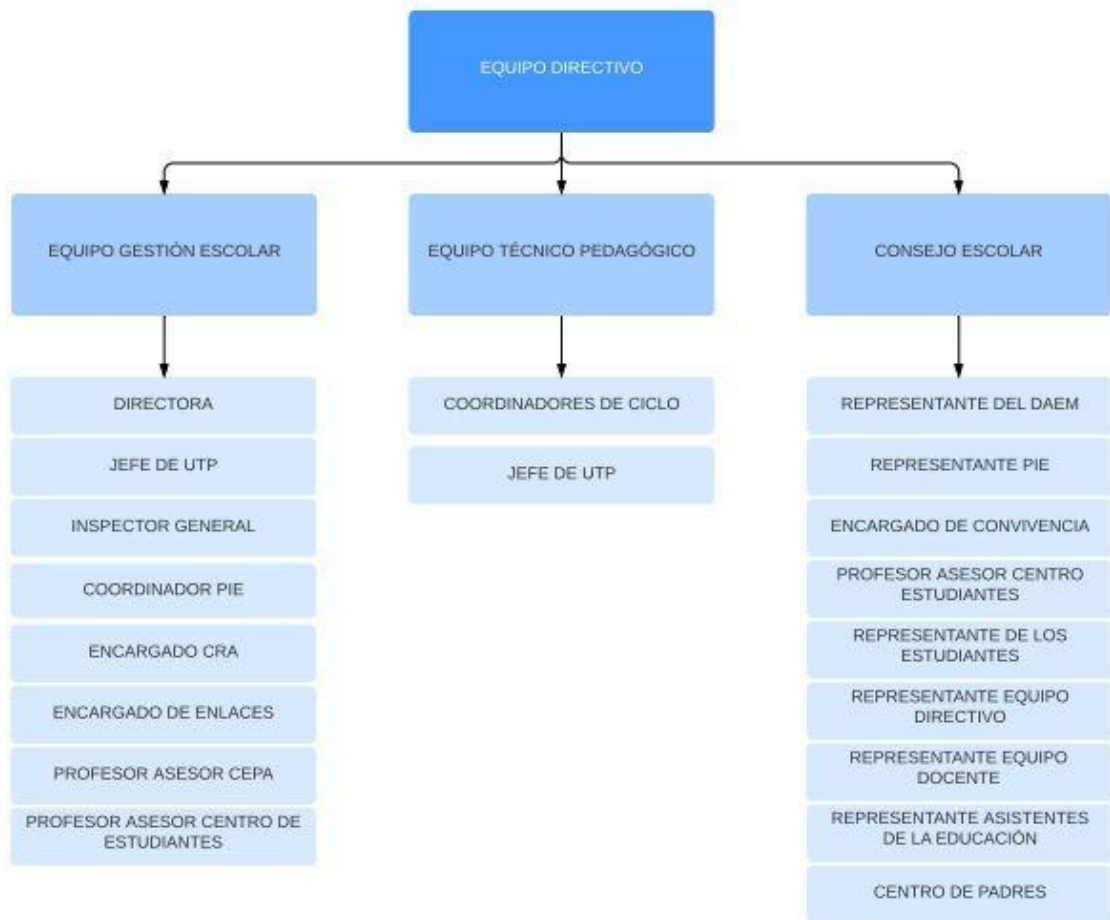 EQUIPO DIRECTIVO
EQUIPO GESTIÓN ESCOLAR
EQUIPO TÉCNICO PEDAGÓGICO
CONSEJO ESCOLAR
DIRECTORA
JEFE DE UTP
INSPECTOR GENERAL
COORDINADOR PIE
ENCARGADO CRA
ENCARGADO DE ENLACES
PROFESOR ASESOR CEPA
PROFESOR ASESOR CENTRO DE
ESTUDIANTES
COORDINADORES DE CICLO
JEFE DE UTP
REPRESENTANTE DEL DAEM
REPRESENTANTE PIE
ENCARGADO DE CONVIVENCIA
PROFESOR ASESOR CENTRO
ESTUDIANTES
REPRESENTANTE DE LOS
ESTUDIANTES
REPRESENTANTE EQUIPO
DIRECTIVO
REPRESENTANTE EQUIPO
DOCENTE
REPRESENTANTE ASISTENTES
DE LA EDUCACIÓN
CENTRO DE PADRES